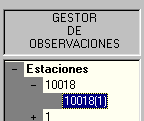 GESTOR
DE
OBSERVACIONES
Estaciones
10018
10018(1)
1